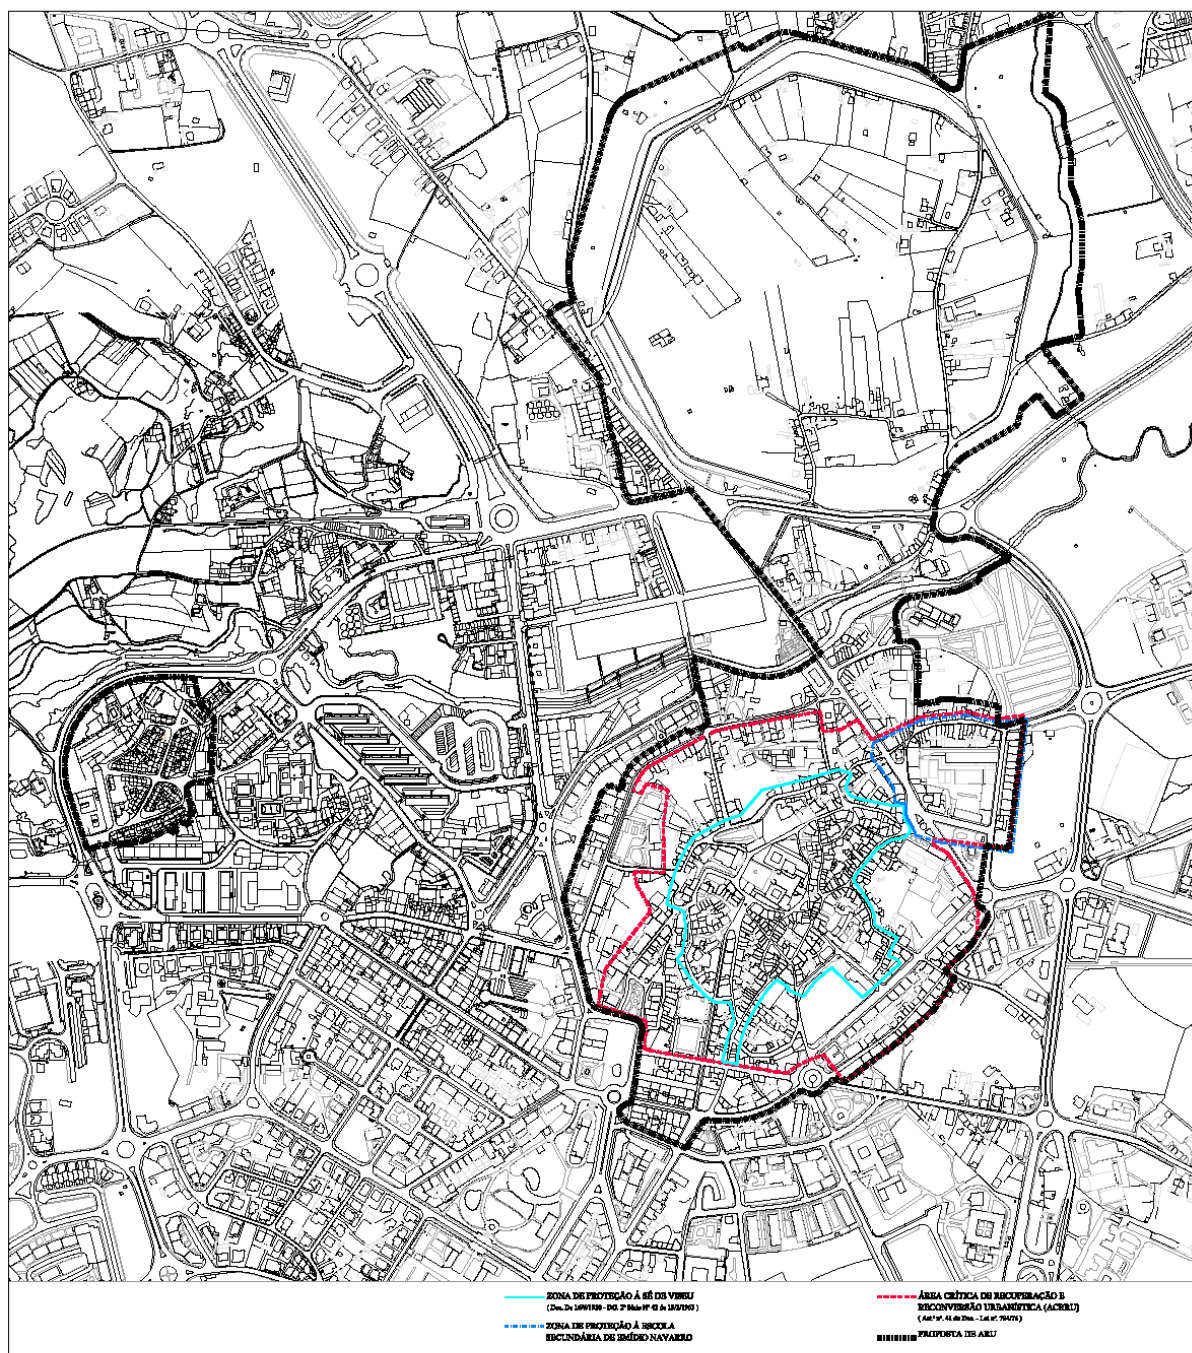 ZONA DE PROTEÇÃO À SÉ DE VISEU
ZONA DE PROTEÇÃO À ESCOLA
SECUNDÁRIA DE EMÍDIO NAVARRO
ÁREA CRÍTICA DE RECUPERAÇÃO E
RECONVERSÃO URBANÍSTICA (ACRRU)
PROPOSTA DE ARU